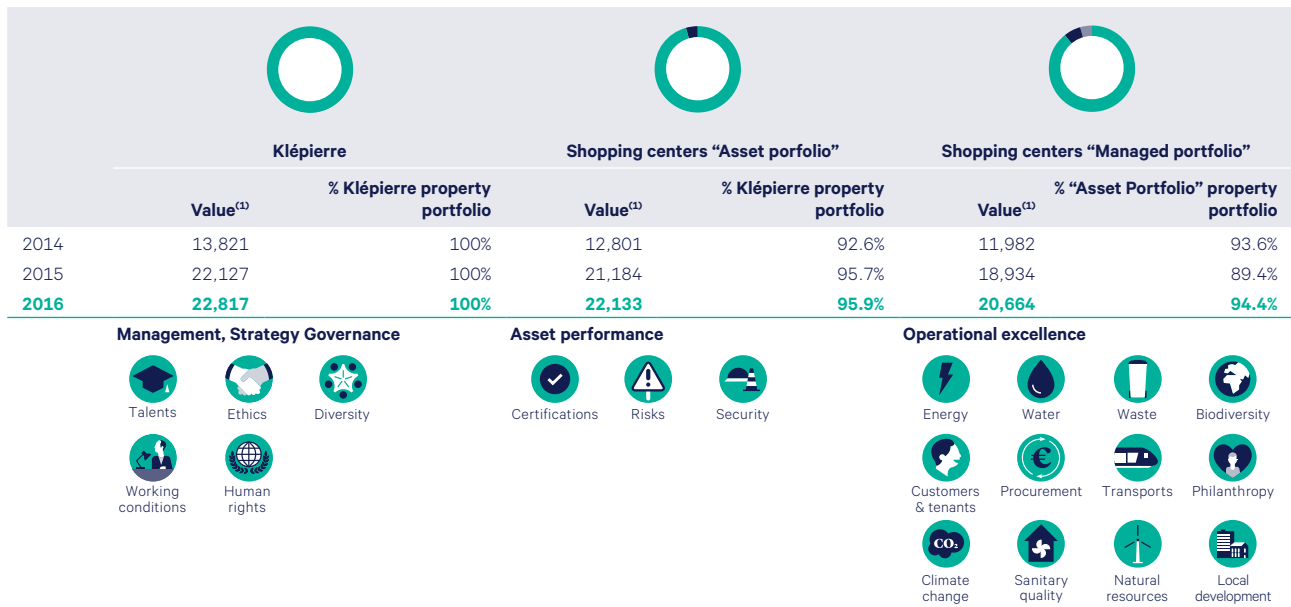 Klépierre
Shopping centers “Asset porfolio”
Shopping centers “Managed portfolio”
Value(1)
% Klépierre property
portfolio
Value(1)
% Klépierre property
portfolio
Value(1)
% “Asset Portfolio” property
portfolio
2014 13,821 100% 12,801 92.6% 11,982 93.6%
2015 22,127 100% 21,184 95.7% 18,934 89.4%
2016 22,817 100% 22,133 95.9% 20,664 94.4%
Management, Strategy Governance
Talents Ethics Diversity
Working
conditions
Human
rights
Asset performance
Certifications Risks Security
Operational excellence
Energy Water Waste Biodiversity
€
Customers
& tenants
Procurement Transports Philanthropy
CO2
Climate
change
Sanitary
quality
Natural
resources
Local
development